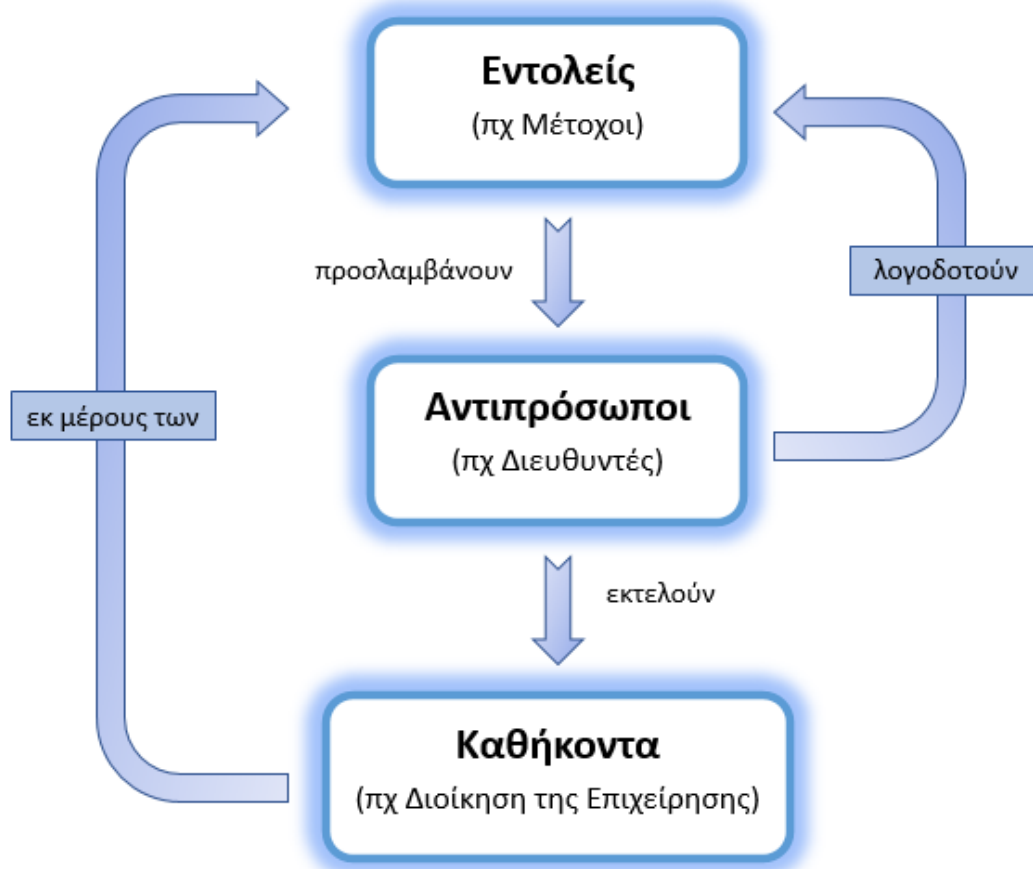 Εντολείς
(πχ Μέτοχοι)
προσλαμβάνουν
λογοδοτούν
Αντιπρόσωποι
(πχ Διευθυντές)
εκ μέρους των
εκτελούν
Καθήκοντα
(πχ Διοίκηση της Επιχείρησης)